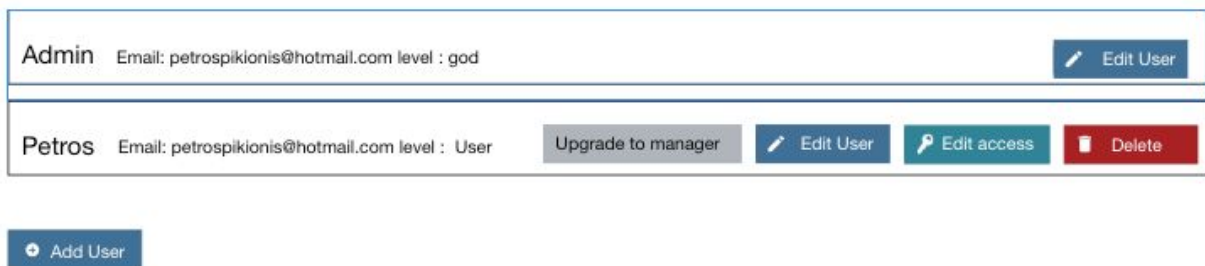 Admin Email: petrospikionis@hotmail.com level : god Edit User
Petros Email: petrospikionis@hotmail.com level : User Upgrade to manager Edit User Edit access Delete
Add User